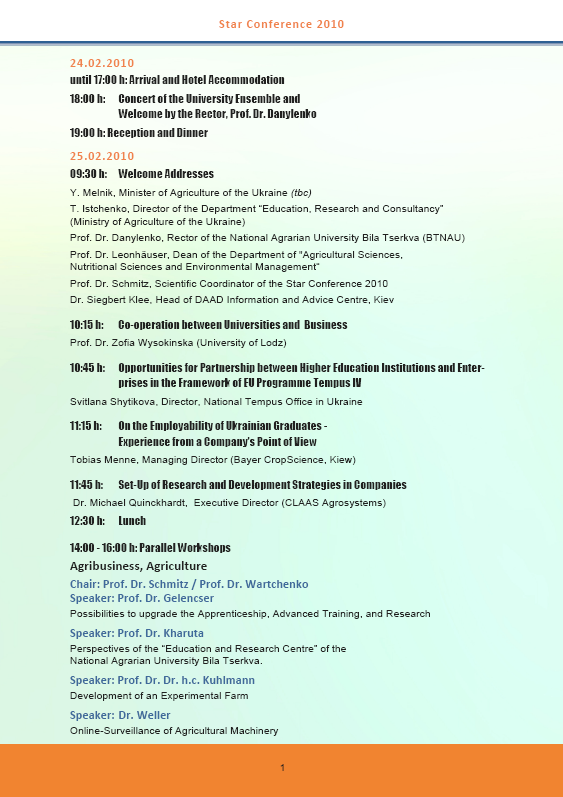 Star Conference 2010
24.02.2010
until 17:00 h: Arrival and Hotel Accommodation
18:00 h: Concert of the University Ensemble and
Welcome by the Rector, Prof. Dr. Danylenko
19:00 h: Reception and Dinner
25.02.2010
09:30 h: Welcome Addresses
Y. Melnik, Minister of Agriculture of the Ukraine (tbc)
T. Istchenko, Director of the Department “Education, Research and Consultancy”
(Ministry of Agriculture of the Ukraine)
Prof. Dr. Danylenko, Rector of the National Agrarian University Bila Tserkva (BTNAU)
Prof. Dr. Leonhäuser, Dean of the Department of “Agricultural Sciences,
Nutritional Sciences and Environmental Management“
Prof. Dr. Schmitz, Scientific Coordinator of the Star Conference 2010
Dr. Siegbert Klee, Head of DAAD Information and Advice Centre, Kiev
10:15 h: Co-operation between Universities and Business
Prof. Dr. Zofia Wysokinska (University of Lodz)
10:45 h: Opportunities for Partnership between Higher Education Institutions and Enter-
prises in the Framework of EU Programme Tempus IV
Svitlana Shytikova, Director, National Tempus Office in Ukraine
11:15 h: On the Employability of Ukrainian Graduates -
Experience from a Company's Point of View
Tobias Menne, Managing Director (Bayer CropScience, Kiew)
11:45 h: Set-Up of Research and Development Strategies in Companies
Dr. Michael Quinckhardt, Executive Director (CLAAS Agrosystems)
12:30 h: Lunch
14:00 - 16:00 h: Parallel Workshops
Agribusiness, Agriculture
Chair: Prof. Dr. Schmitz / Prof. Dr. Wartchenko
Speaker: Prof. Dr. Gelencser
Possibilities to upgrade the Apprenticeship, Advanced Training, and Research
Speaker: Prof. Dr. Kharuta
Perspectives of the “Education and Research Centre” of the
National Agrarian University Bila Tserkva.
Speaker: Prof. Dr. Dr. h.c. Kuhlmann
Development of an Experimental Farm
Speaker: Dr. Weller
Online-Surveillance of Agricultural Machinery
1